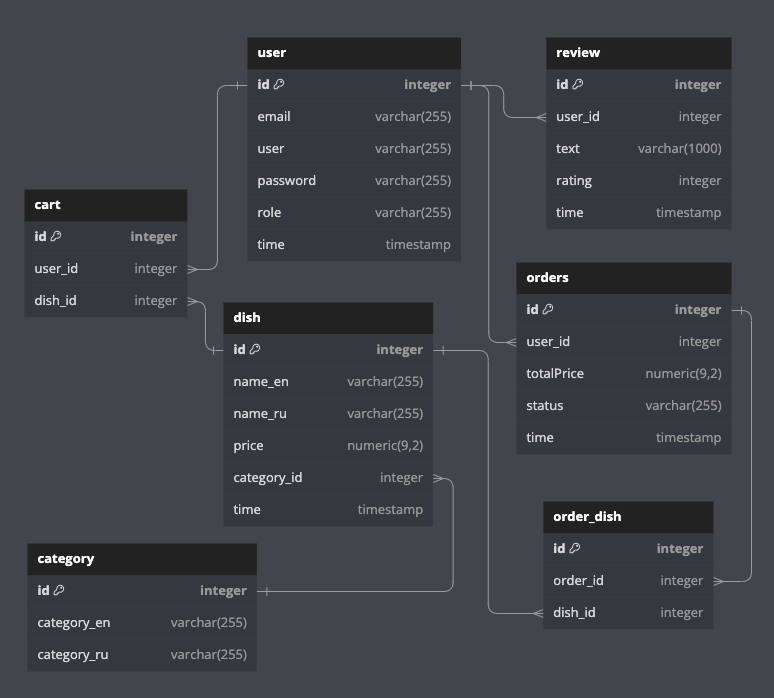 user
id integer
email varchar(255)
user varchar(255)
password varchar(255)
role varchar(255)
time timestamp
review
id integer
user_id integer
text varchar(1000)
rating integer
time timestamp
cart
id integer
user_id integer
dish_id integer
orders
id integer
user_id integer
totalPrice numeric(9,2)
status varchar(255)
time timestamp
dish
id integer
name_en varchar(255)
name_ru varchar(255)
price numeric(9,2)
category_id integer
time timestamp
order_dish
id integer
order_id integer
dish_id integer
category
id integer
category_en varchar(255)
category_ru varchar(255)